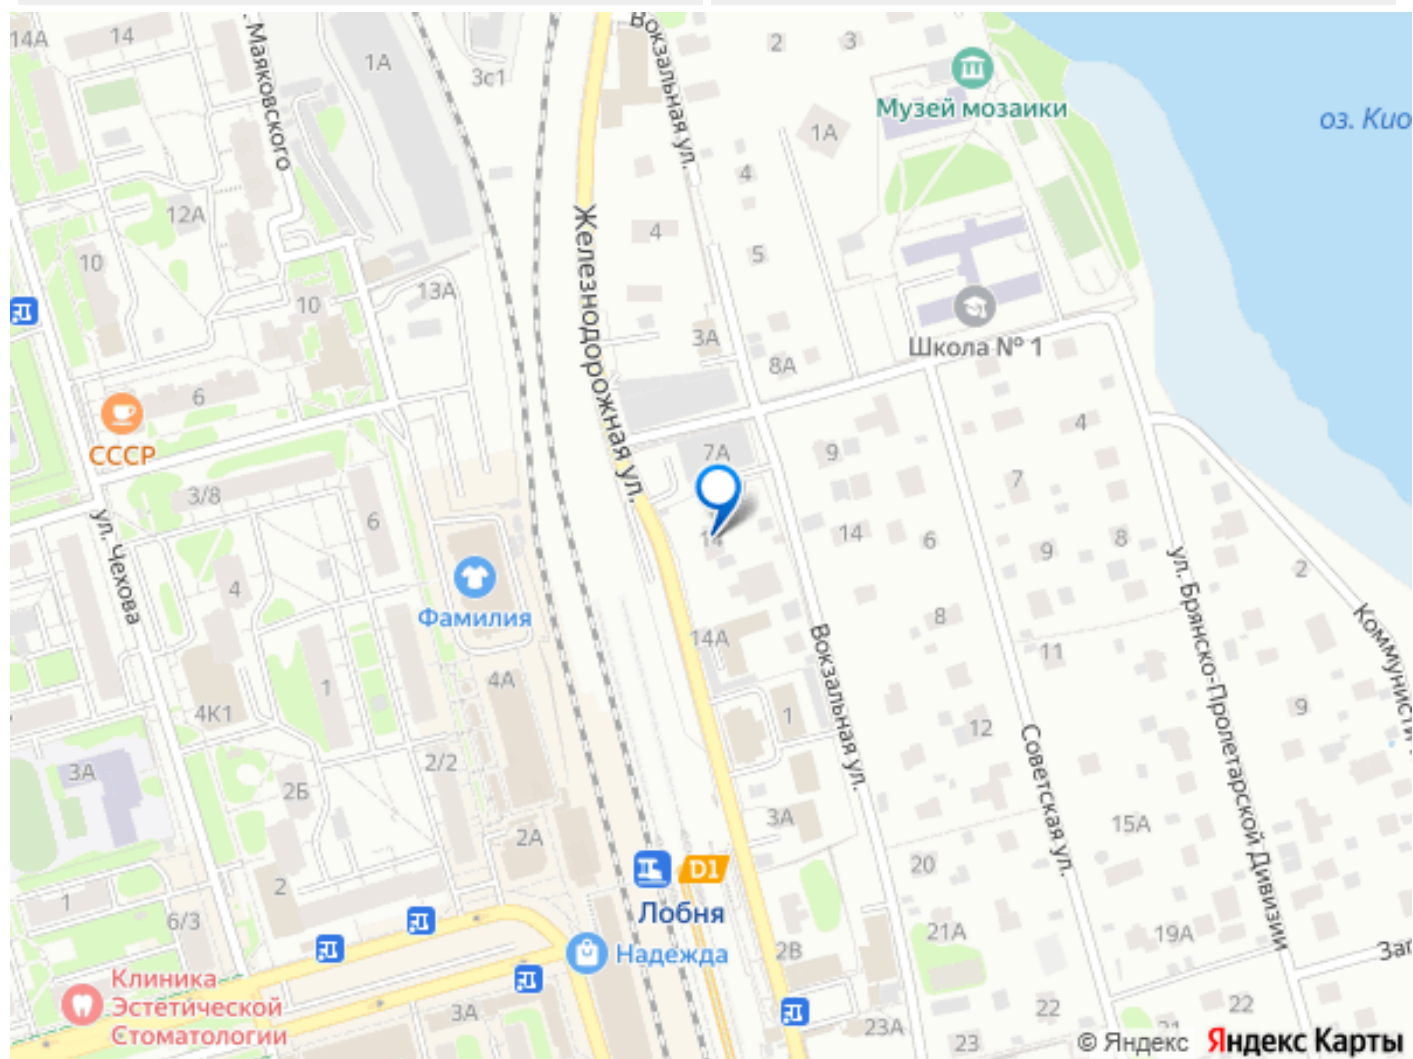 14А
14
ул. Маяковского
1А
3с1
Вокзальная ул.
2
3
Музей мозаики
1А
оз. Кио
12А
4
4
5
10
13А
10
Железнодорожная ул.
3А
8А
Школа № 1
6
СССР
7А
9
4
3/8
7
6
ул. Чехова
14
14
6
9
8
4
2
Фамилия
8
Коммунисти
14А
Вокзальная ул.
11
ул. Брянско-Пролетарской Дивизии
1
4А
4К1
1
12
9
Советская ул.
3А
2/2
2Б
3А
15А
2А
20
D1
2
Лобня
1
6/3
21А
19А
Надежда
2В
Заг
Клиника
Эстетической
Стоматологии
3А
23А
22
22
21
23
© Яндекс Яндекс Карты